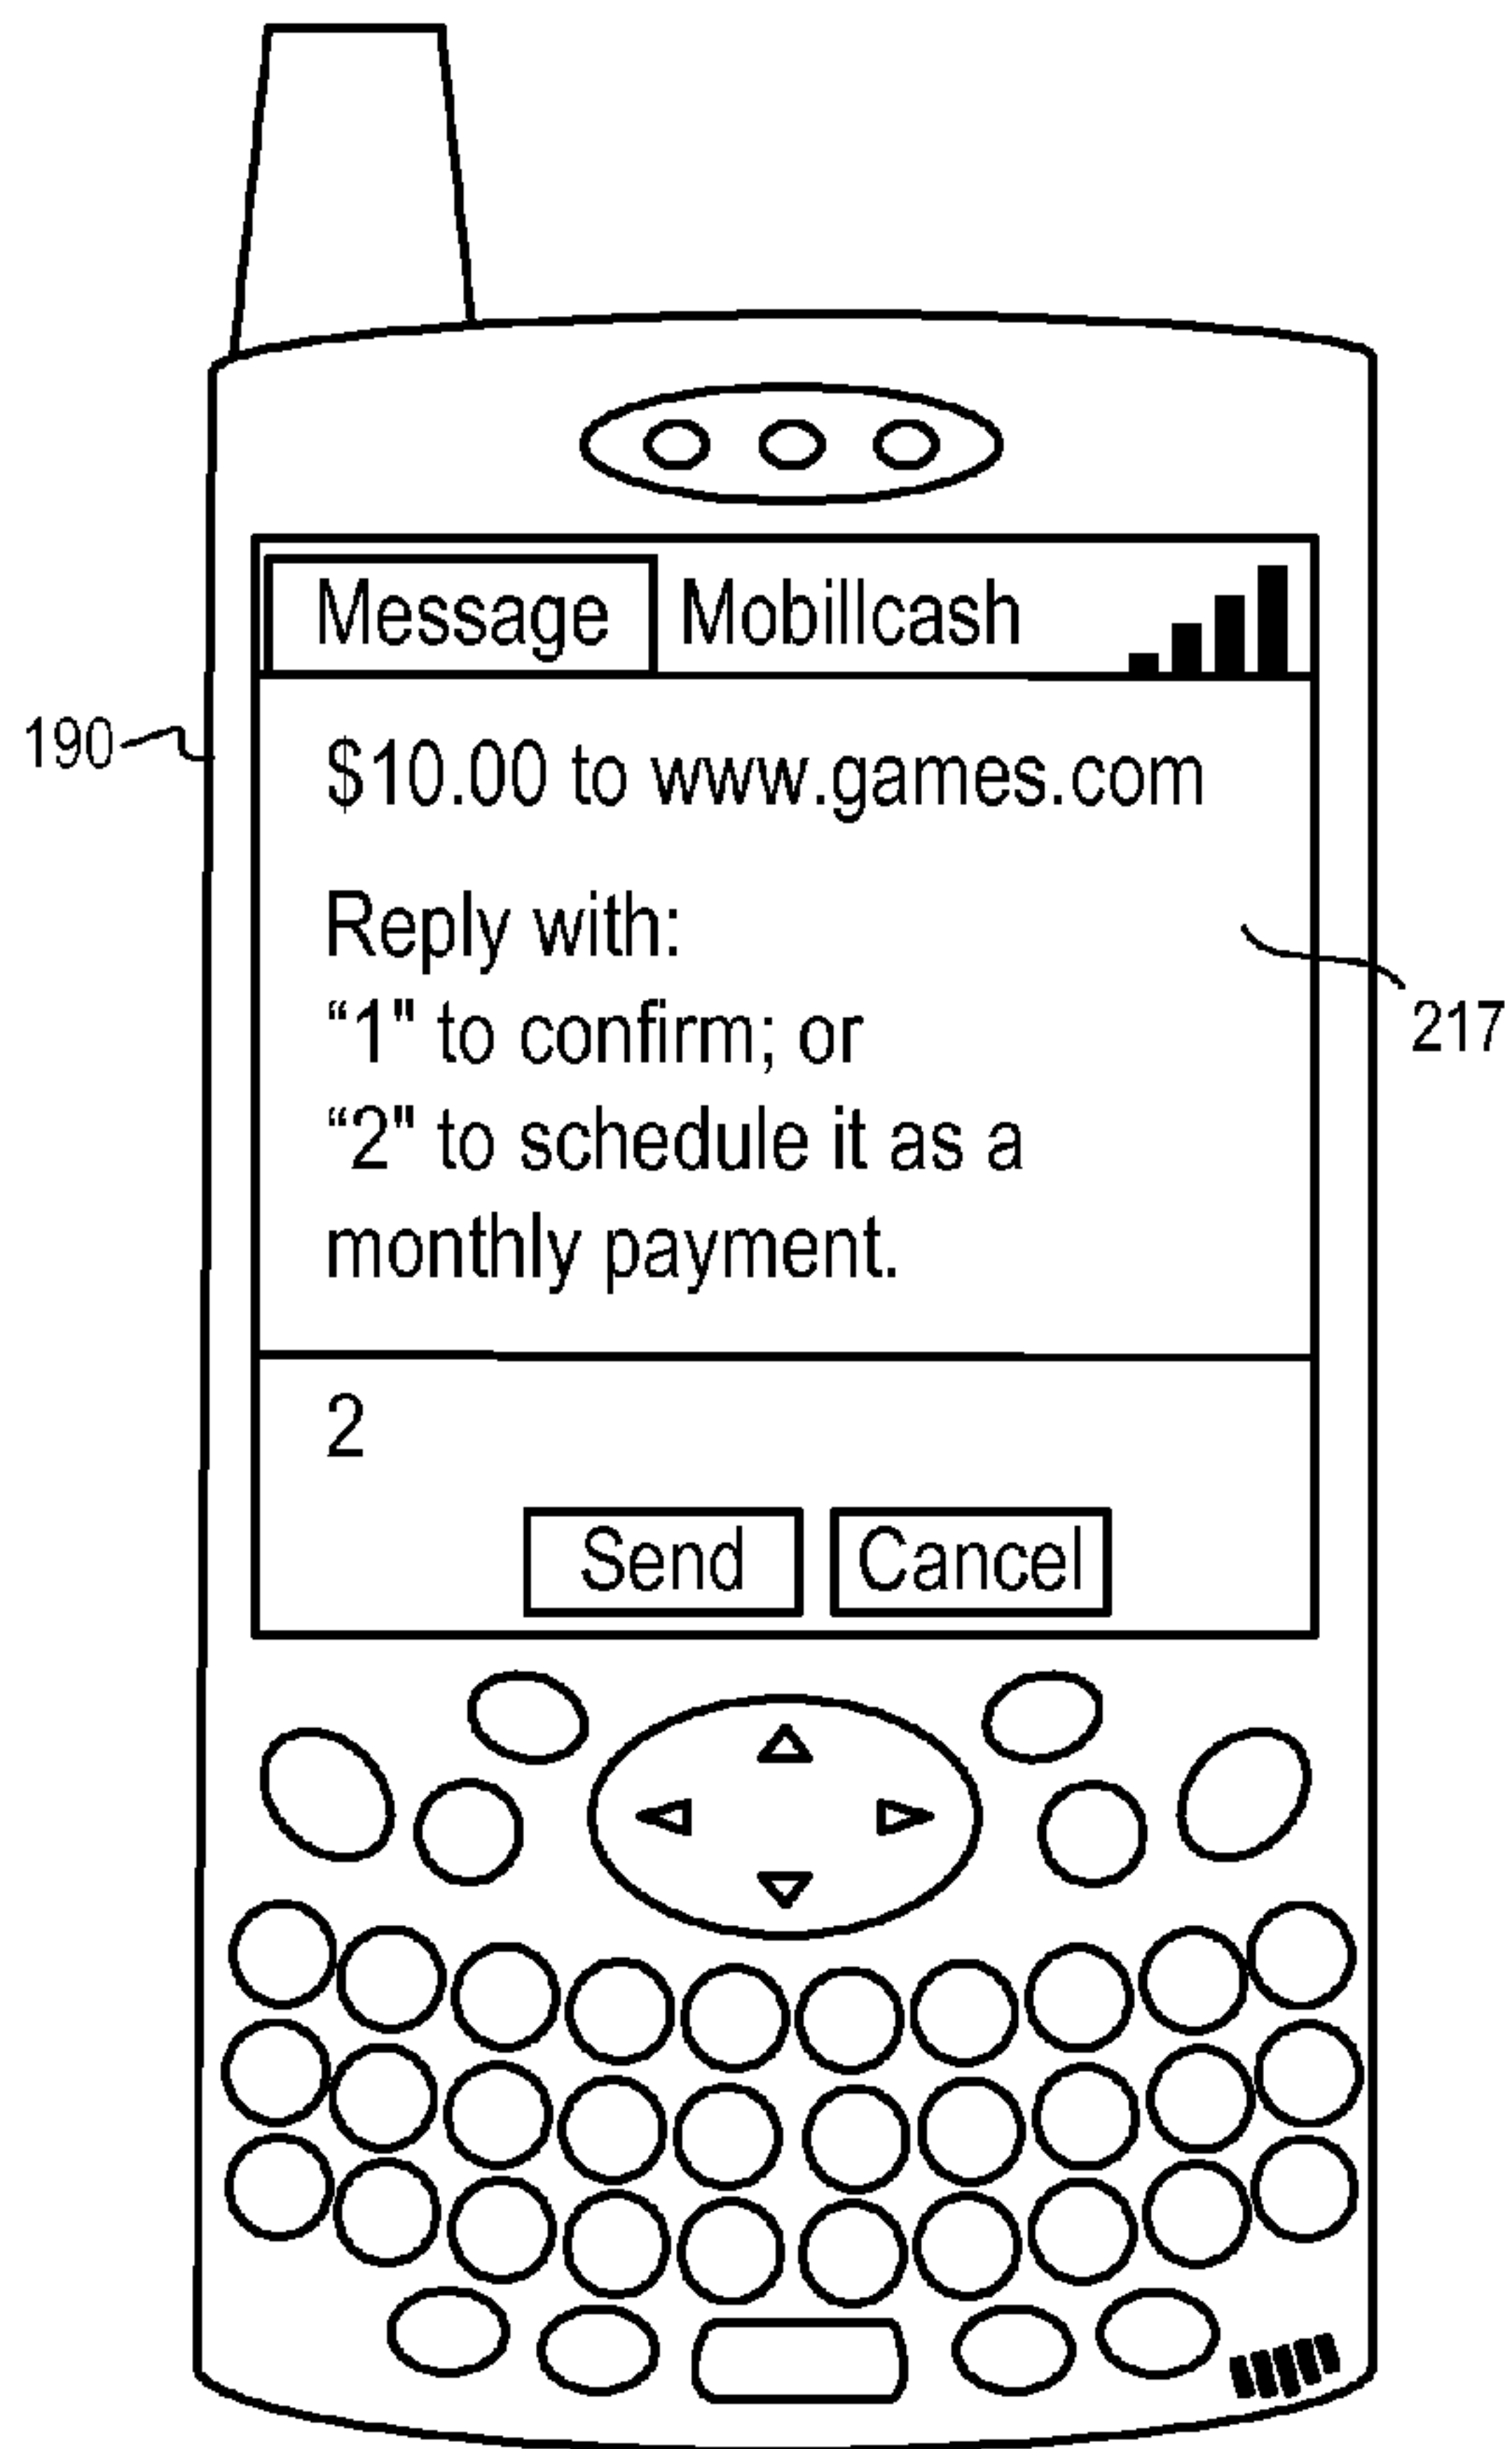 Message Mobillcash
190
$10.00 to www.games.com
Reply with:
“1" to confirm; or
217
“2" to schedule it as a
monthly payment.
2
Send Cancel